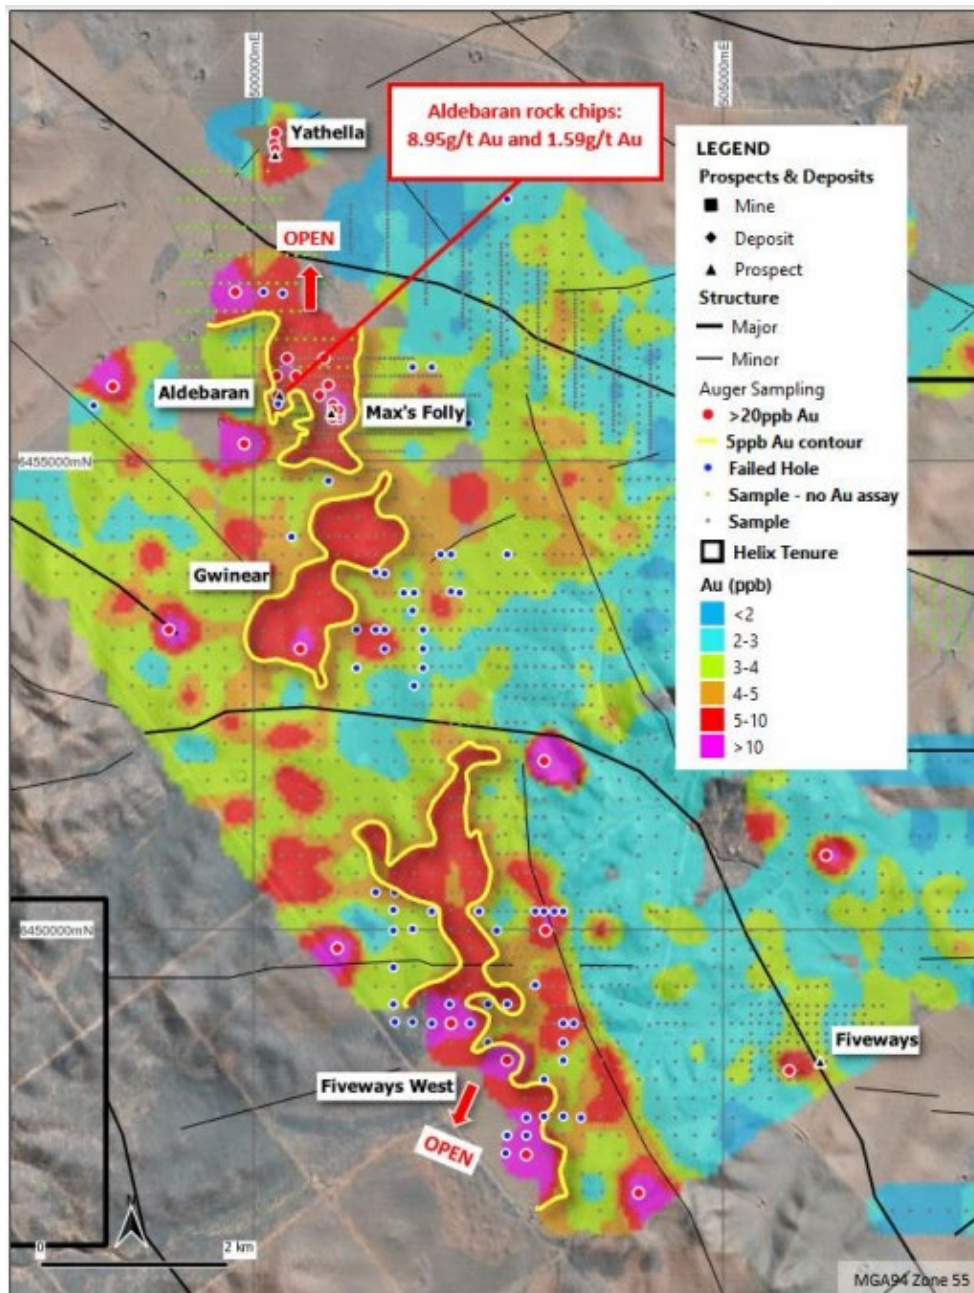 500000mE
505000mE
Aldebaran rock chips:
8.95g/t Au and 1.59g/t Au
Yathella
OPEN
LEGEND
Prospects & Deposits
Mine
Deposit
Prospect
Structure
Major
Minor
Auger Sampling
>20ppb Au
5ppb Au contour
Failed Hole
Sample - no Au assay
Sample
Helix Tenure
Au (ppb)
<2
2-3
3-4
4-5
5-10
>10
Aldebaran
Max's Folly
6455000mN
Gwinear
6450000mN
Fiveways
Fiveways West
OPEN
N
0
2 km
MGA94 Zone 55